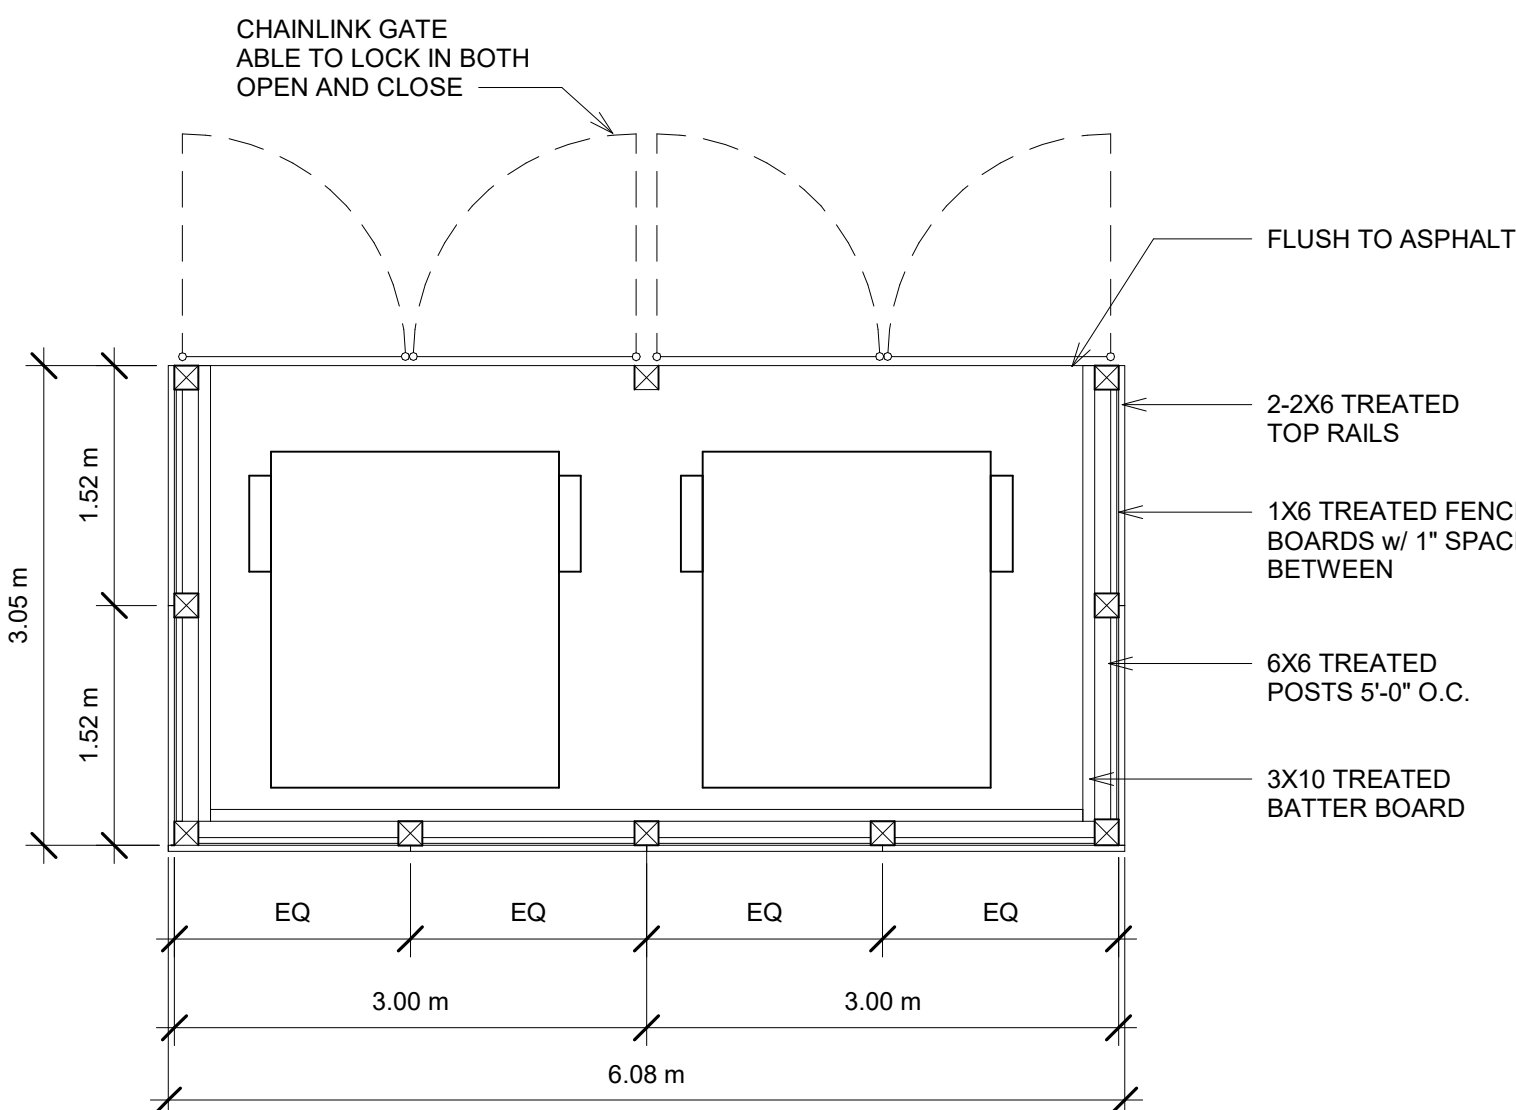 CHAINLINK GATE
ABLE TO LOCK IN BOTH
OPEN AND CLOSE
FLUSH TO ASPHALT
2-2X6 TREATED
TOP RAILS
1X6 TREATED FENC
BOARDS w/ 1" SPAC
BETWEEN
6X6 TREATED
POSTS 5'-0" O.C.
3X10 TREATED
BATTER BOARD
1.52 m
3.05 m
1.52 m
EQ
EQ
EQ
EQ
3.00 m
3.00 m
6.08 m